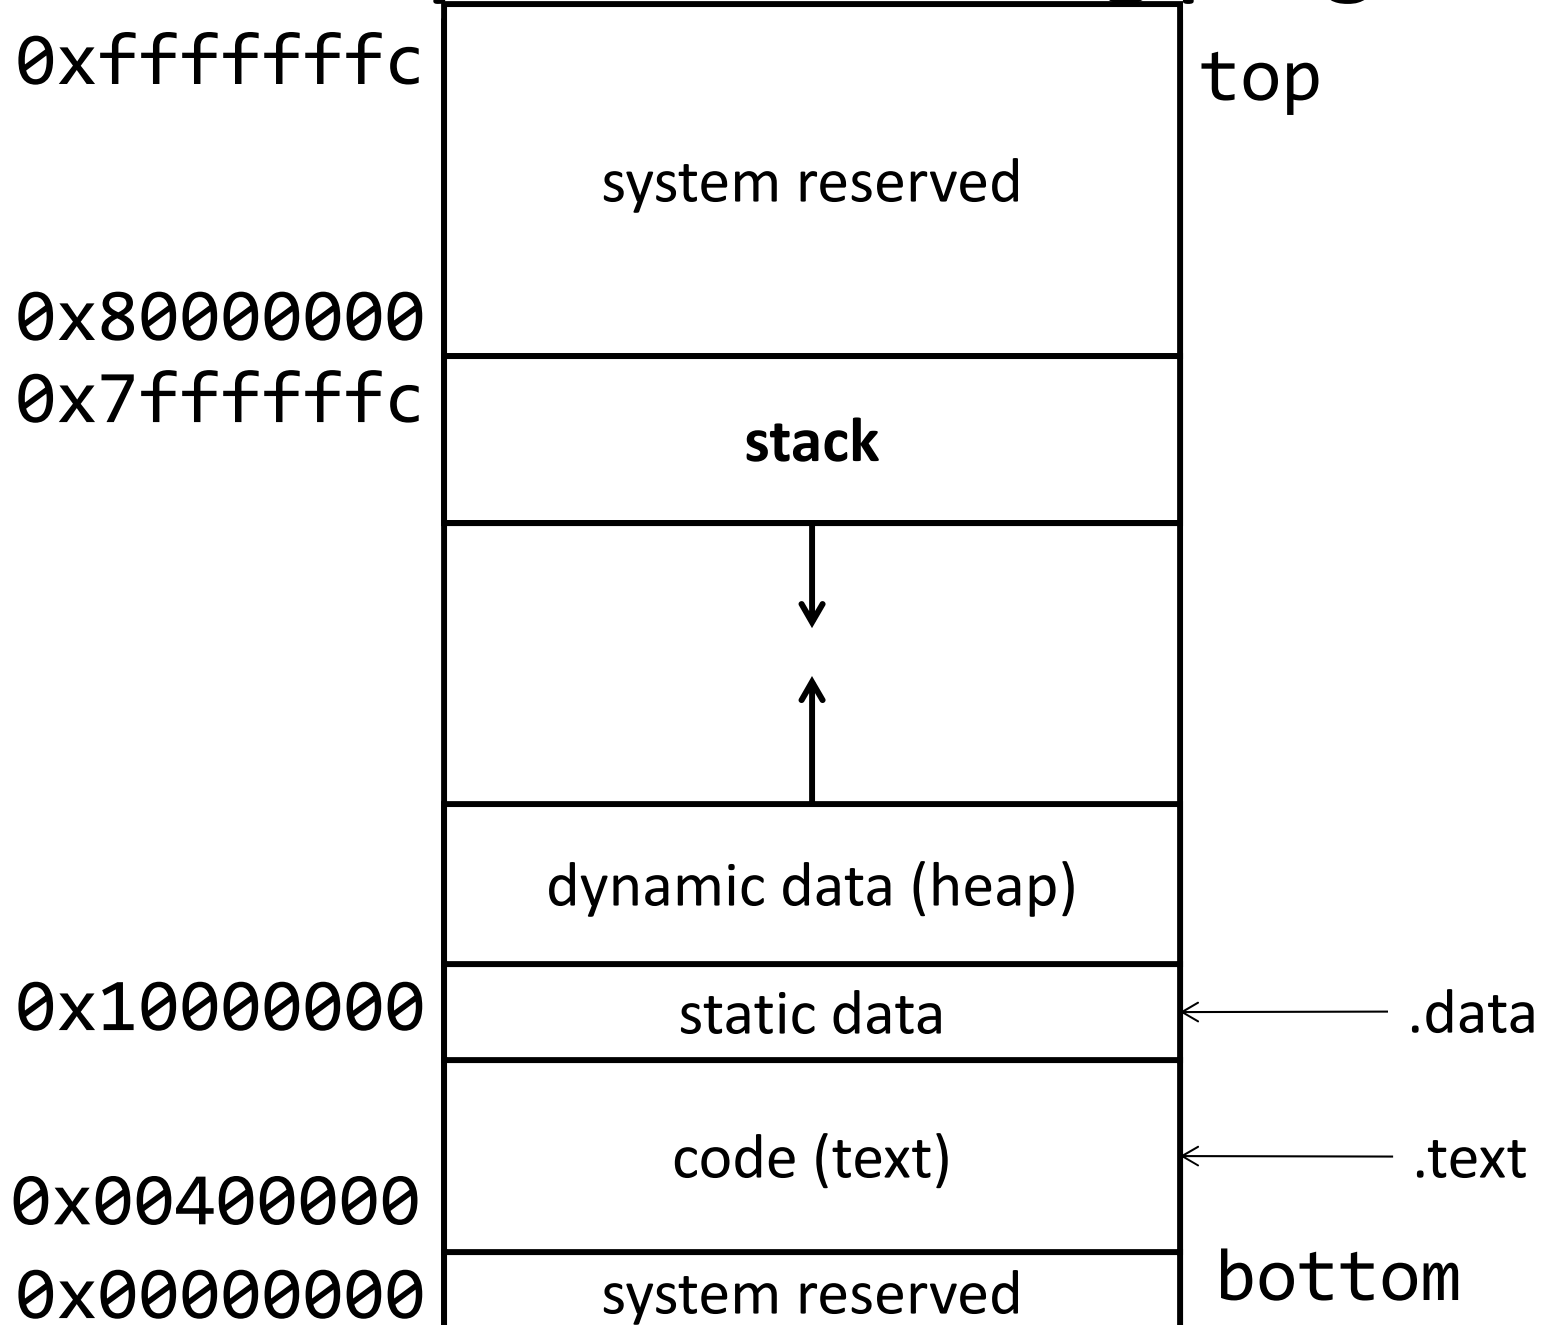 0xfffffffc
top
system reserved
0x80000000
0x7ffffffc
stack
dynamic data (heap)
0x10000000
static data
.data
code (text)
.text
0x00400000
bottom
0x00000000
system reserved